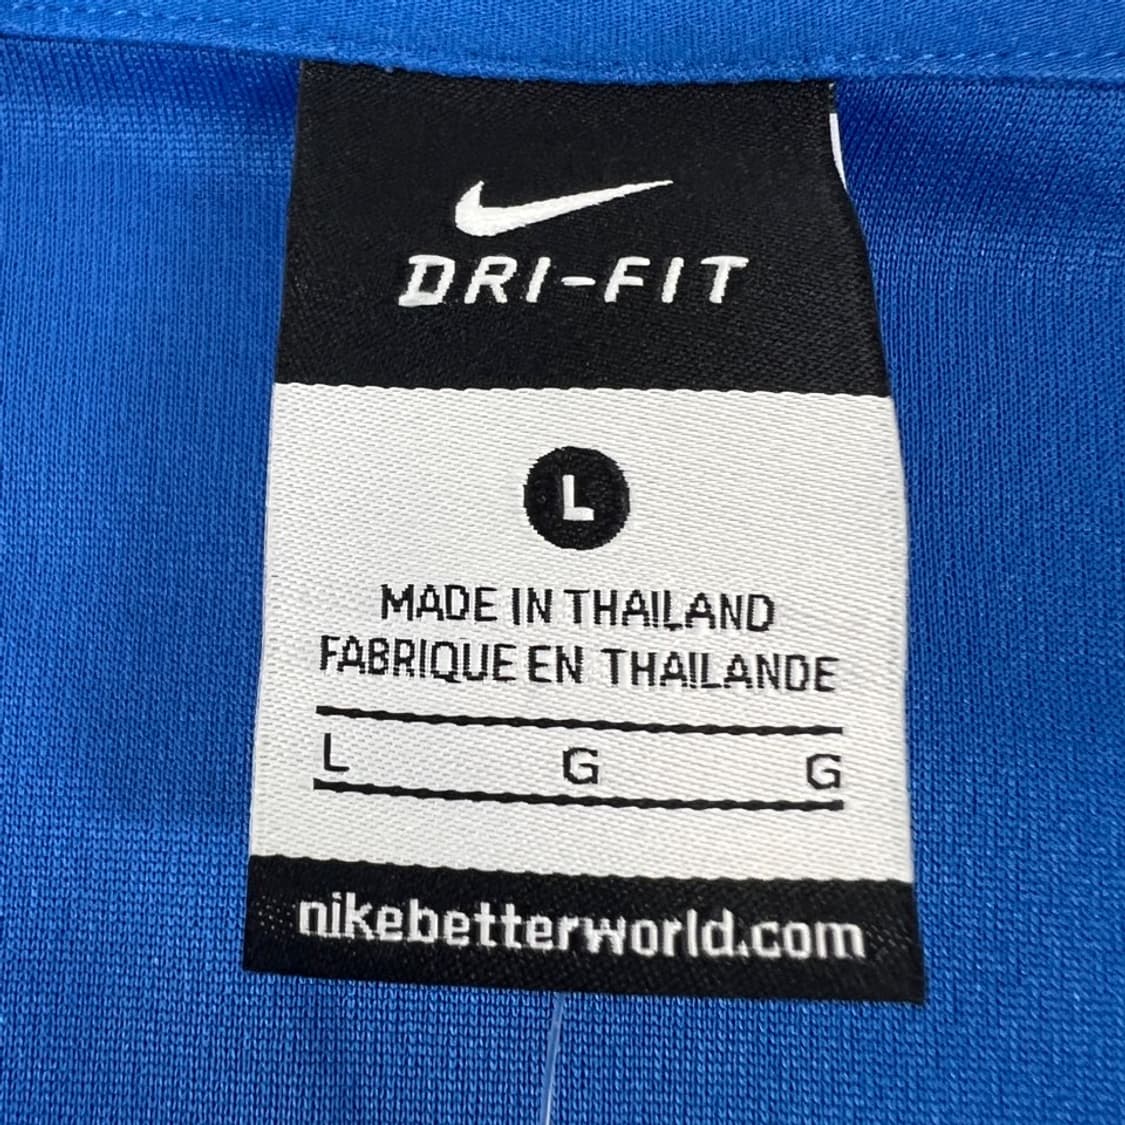 DRI-FIT
L
MADE IN THAILAND
FABRIQUE EN THAILANDE
L G G
nikebetterworld.com